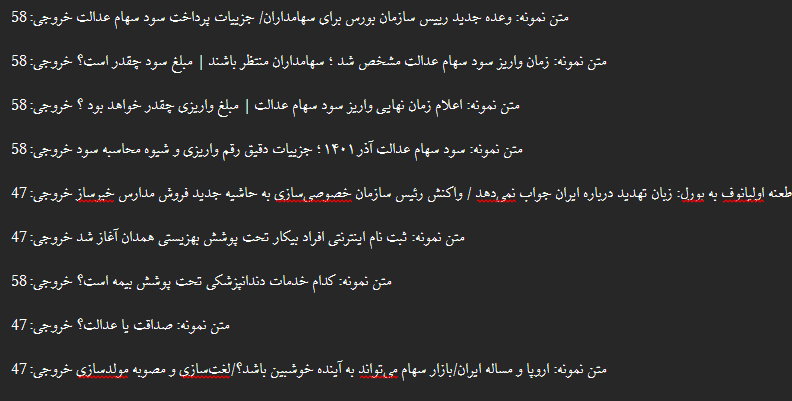 متن نمونه: وعده جدید رییس سازمان بورس برای سهامداران/ جزییات پرداخت سود سهام عدالت خروجی: 58
متن نمونه: زمان واریز سود سهام عدالت مشخص شد ؛ سهامداران منتظر باشند | مبلغ سود چقدر است؟ خروجی: 58
متن نمونه: اعلام زمان نهایی واریز سود سهام عدالت | مبلغ واریزی چقدر خواهد بود ؟ خروجی: 58
متن نمونه: سود سهام عدالت آذر ۱۴۰۱ ؛ جزییات دقیق رقم واریزی و شیوه محاسبه سود خروجی: 58
طعنه اولیانوف به بورل: زبان تهدید درباره ایران جواب نمی‌دهد / واکنش رئیس سازمان خصوصی‌سازی به حاشیه جدید فروش مدارس خبرساز خروجی: 47
متن نمونه: ثبت نام اینترنتی افراد بیکار تحت پوشش بهزیستی همدان آغاز شد خروجی: 47
متن نمونه: کدام خدمات دندانپزشکی تحت پوشش بیمه است؟ خروجی: 58
متن نمونه: صداقت یا عدالت؟ خروجی: 47
متن نمونه: اروپا و مساله ایران/بازار سهام می‌تواند به آینده خوشبین باشد؟/لغت‌سازی و مصوبه مولدسازی خروجی: 47